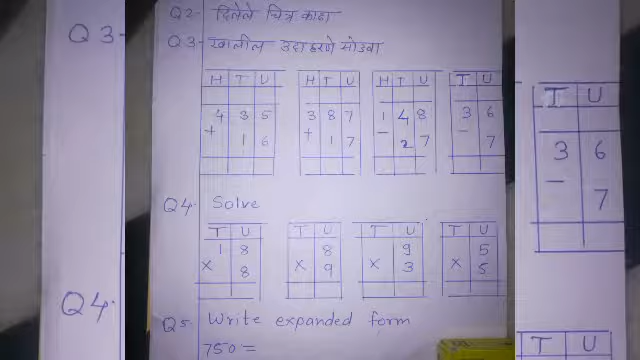 Q2- दिलेले चित्र काढा
Q3- खालील उदाहरणे सोडवा
H T U H T U H T U T U
4 3 5 3 8 7 1 4 8 3 6
+ 1 6 + 1 7 - 2 7 - 7
Q4. Solve
T U T U T U T U
1 8 8 9 5
× 8 × 9 × 3 × 5
Q5. Write expanded form
750=
Q3-
Q4.
T U
3 6
- 7
T U